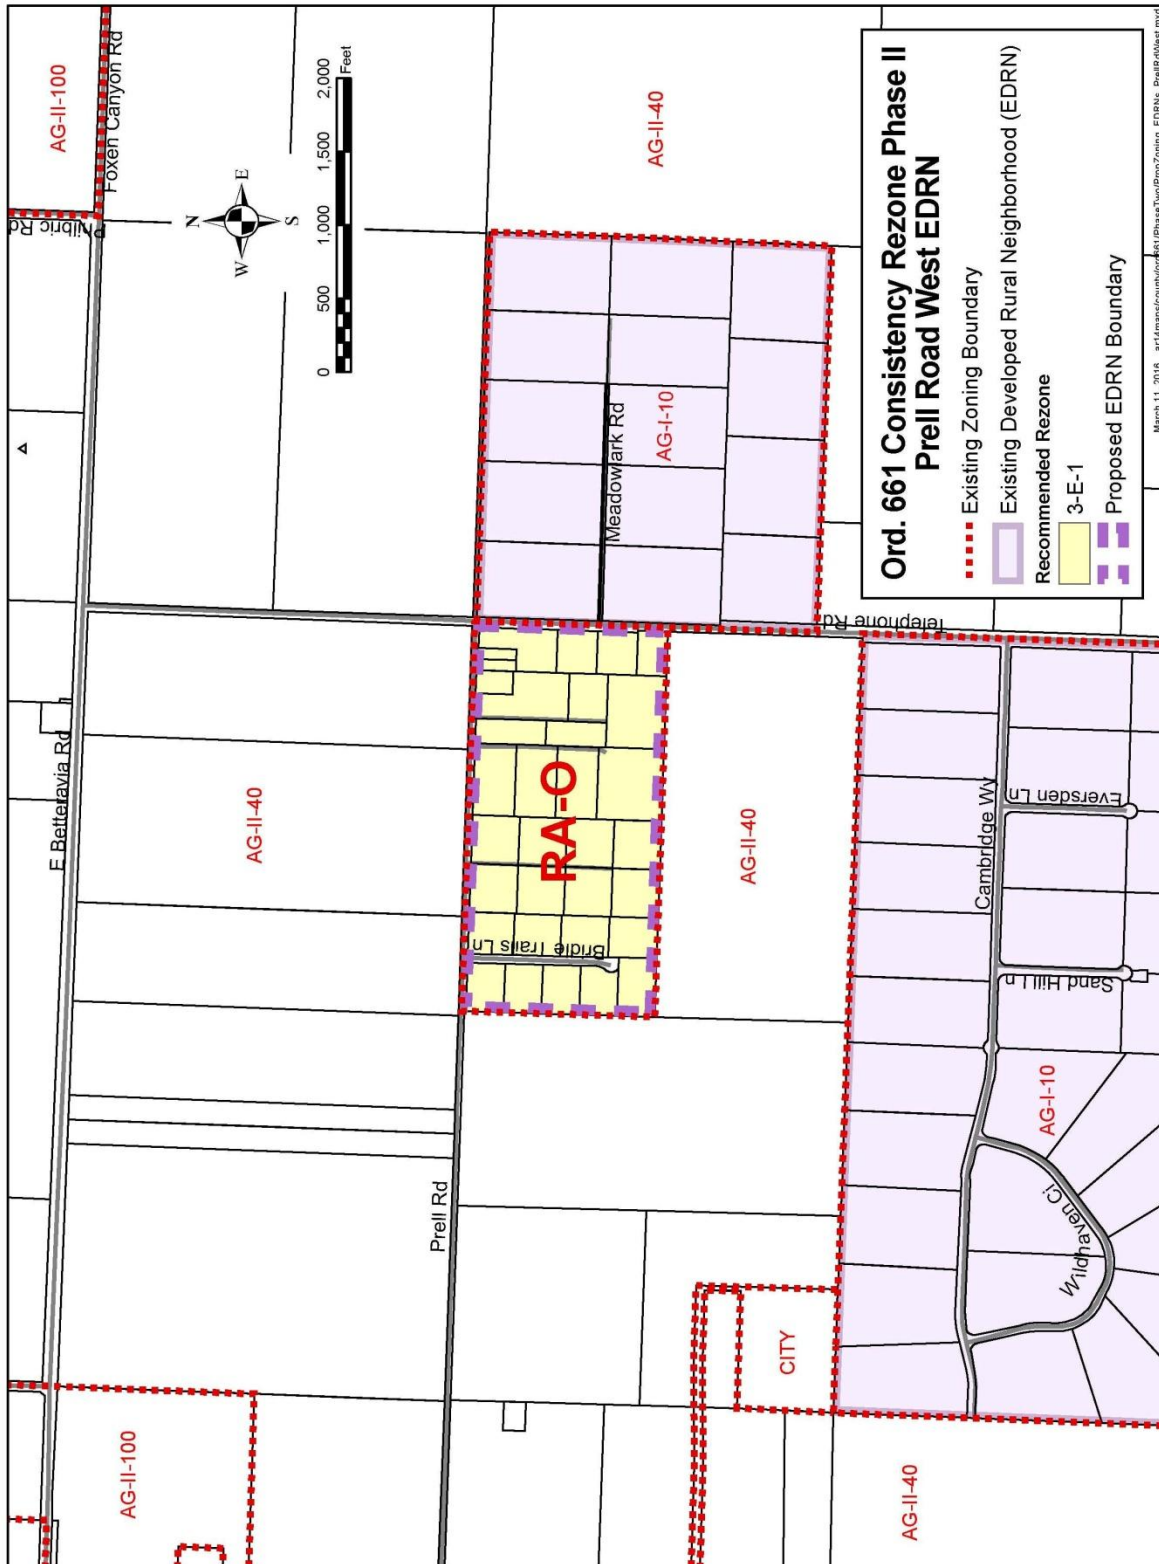 AG-II-100
Foxen Canyon Rd
Philbric Rd
N
W E
S
0 500 1,000 1,500 2,000
Feet
E Betteravia Rd
AG-II-40
AG-II-40
Meadowlark Rd
AG-I-10
Telephone Rd
RA-O
Bridle Trails Ln
AG-II-40
Prell Rd
AG-II-100
CITY
AG-II-40
Cambridge Wy
Eversden Ln
Sand Hill Ln
AG-I-10
Wildhaven Ci
Ord. 661 Consistency Rezone Phase II
Prell Road West EDRN
Existing Zoning Boundary
Existing Developed Rural Neighborhood (EDRN)
Recommended Rezone
3-E-1
Proposed EDRN Boundary
March 11, 2016